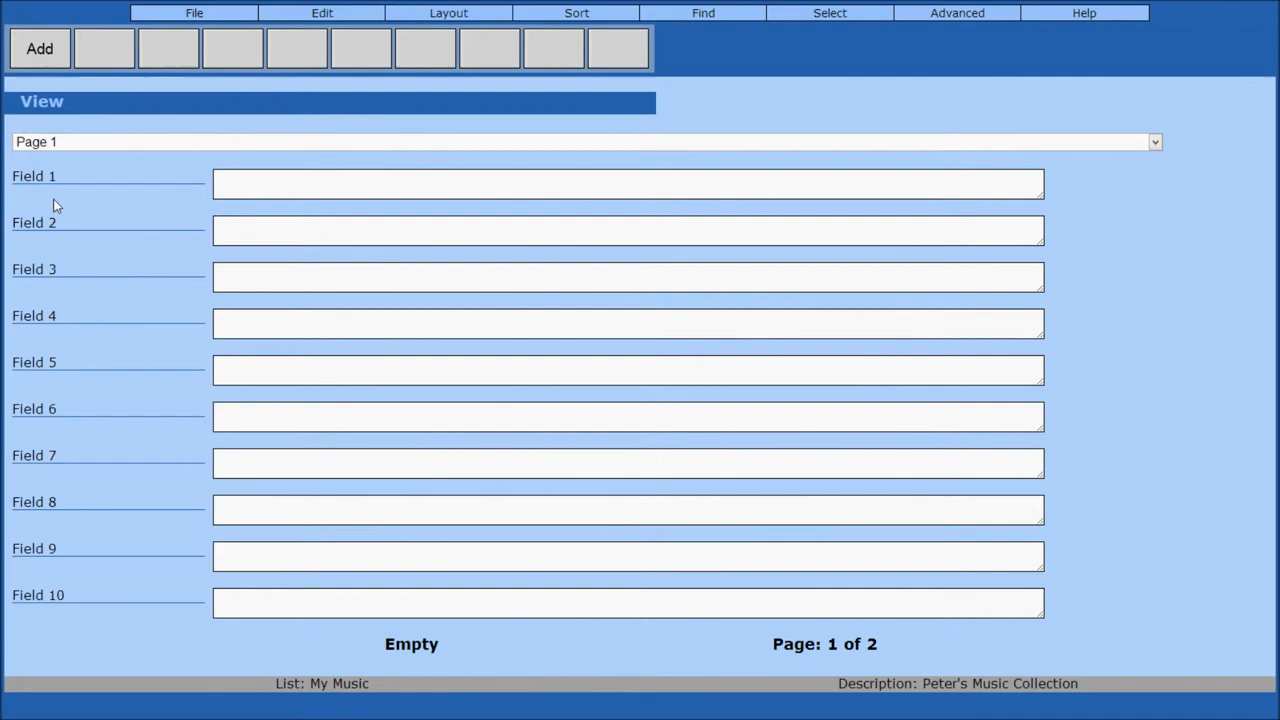 File Edit Layout Sort Find Select Advanced Help
Add
View
Page 1
Field 1
Field 2
Field 3
Field 4
Field 5
Field 6
Field 7
Field 8
Field 9
Field 10
Empty Page: 1 of 2
List: My Music Description: Peter's Music Collection